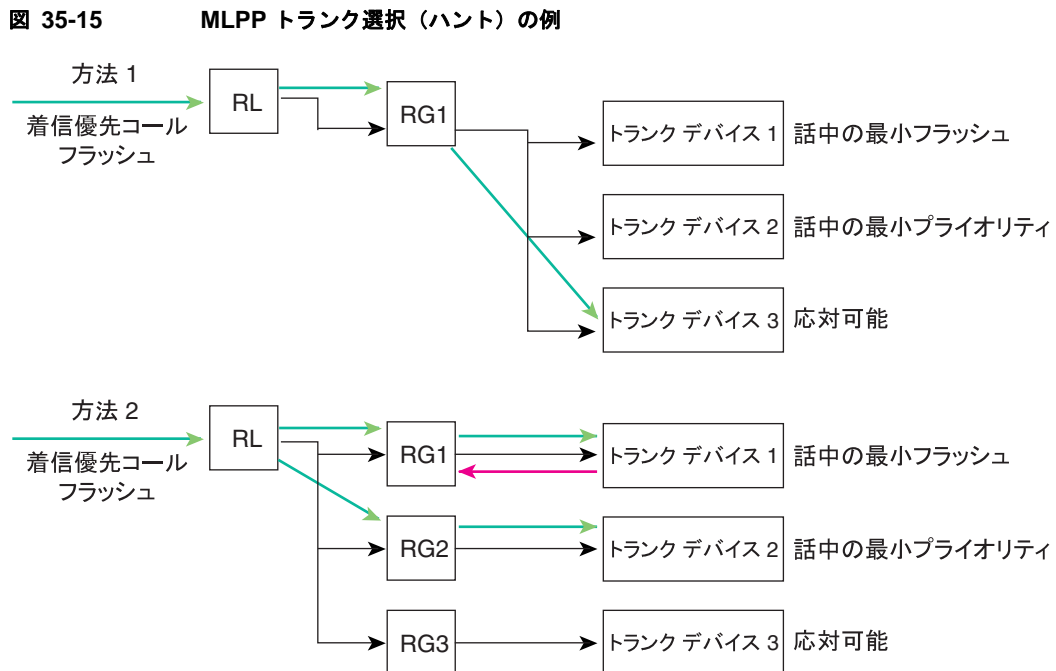 図 35-15 MLPP トランク選択（ハント）の例
方法 1
着信優先コール
フラッシュ
RL
RG1
トランク デバイス 1 話中の最小フラッシュ
トランク デバイス 2 話中の最小プライオリティ
トランク デバイス 3 応対可能
方法 2
着信優先コール
フラッシュ
RL
RG1
トランク デバイス 1 話中の最小フラッシュ
RG2
トランク デバイス 2 話中の最小プライオリティ
RG3
トランク デバイス 3 応対可能